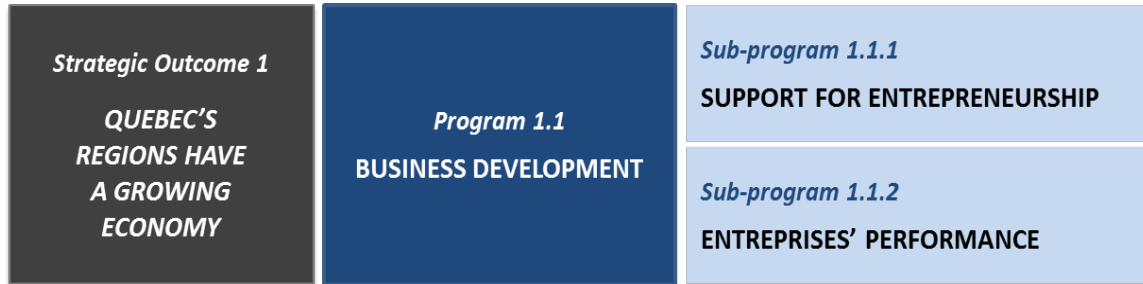 Strategic Outcome 1
QUEBEC'S
REGIONS HAVE
A GROWING
ECONOMY
Program 1.1
BUSINESS DEVELOPMENT
Sub-program 1.1.1
SUPPORT FOR ENTREPRENEURSHIP
Sub-program 1.1.2
ENTREPRISES' PERFORMANCE